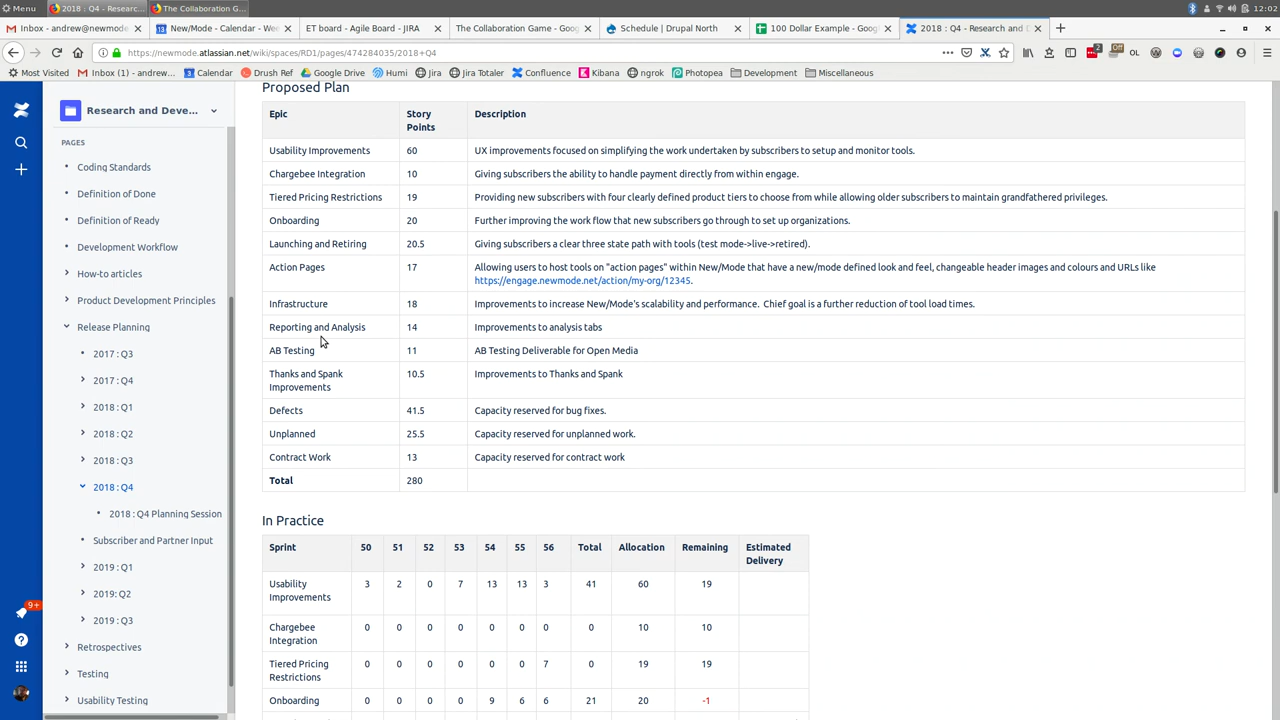 Menu
2018 : Q4 - Research an...
The Collaboration G...
12:02
Inbox - andrew@newmode.
New/Mode - Calendar - Wee
ET board - Agile Board - JIRA
The Collaboration Game - Goog
Schedule | Drupal North
100 Dollar Example - Googl
2018 : Q4 - Research and D
https://newmode.atlassian.net/wiki/spaces/RD1/pages/474284035/2018+Q4
2
Off
OL
Most Visited
Inbox (1) - andrew...
Calendar
Drush Ref
Google Drive
Humi
Jira
Jira Totaler
Confluence
Kibana
ngrok
Photopea
Development
Miscellaneous
Research and Deve...
PAGES
Coding Standards
Definition of Done
Definition of Ready
Development Workflow
How-to articles
Product Development Principles
Release Planning
2017 : Q3
2017 : Q4
2018 : Q1
2018 : Q2
2018 : Q3
2018 : Q4
2018 : Q4 Planning Session
Subscriber and Partner Input
2019 : Q1
2019: Q2
2019 : Q3
Retrospectives
Testing
Usability Testing
9+
Proposed Plan
Epic Story Points Description
Usability Improvements 60 UX improvements focused on simplifying the work undertaken by subscribers to setup and monitor tools.
Chargebee Integration 10 Giving subscribers the ability to handle payment directly from within engage.
Tiered Pricing Restrictions 19 Providing new subscribers with four clearly defined product tiers to choose from while allowing older subscribers to maintain grandfathered privileges.
Onboarding 20 Further improving the work flow that new subscribers go through to set up organizations.
Launching and Retiring 20.5 Giving subscribers a clear three state path with tools (test mode->live->retired).
Action Pages 17 Allowing users to host tools on "action pages" within New/Mode that have a new/mode defined look and feel, changeable header images and colours and URLs like
https://engage.newmode.net/action/my-org/12345.
Infrastructure 18 Improvements to increase New/Mode's scalability and performance. Chief goal is a further reduction of tool load times.
Reporting and Analysis 14 Improvements to analysis tabs
AB Testing 11 AB Testing Deliverable for Open Media
Thanks and Spank Improvements 10.5 Improvements to Thanks and Spank
Defects 41.5 Capacity reserved for bug fixes.
Unplanned 25.5 Capacity reserved for unplanned work.
Contract Work 13 Capacity reserved for contract work
Total 280
In Practice
Sprint 50 51 52 53 54 55 56 Total Allocation Remaining Estimated Delivery
Usability Improvements 3 2 0 7 13 13 3 41 60 19
Chargebee Integration 0 0 0 0 0 0 0 0 10 10
Tiered Pricing Restrictions 0 0 0 0 0 0 7 0 19 19
Onboarding 0 0 0 0 9 6 6 21 20 -1